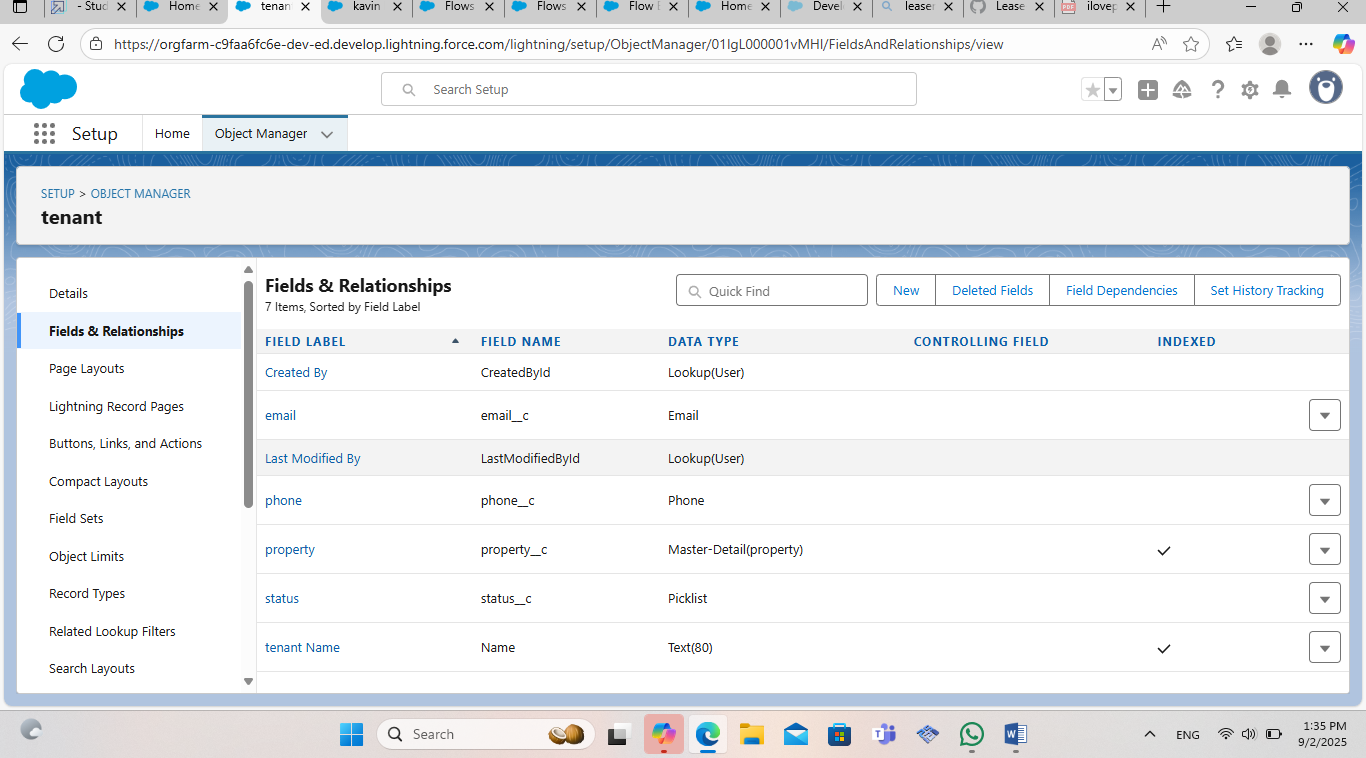 - Stud
Home
tenan
kavin
Flows
Flows
Flow
Home
Devel
leaser
Lease
ilovep
https://orgfarm-c9faa6fc6e-dev-ed.develop.lightning.force.com/lightning/setup/ObjectManager/01IgL000001vMHl/FieldsAndRelationships/view
Search Setup
Setup
Home
Object Manager
SETUP > OBJECT MANAGER
tenant
Details
Fields & Relationships
Page Layouts
Lightning Record Pages
Buttons, Links, and Actions
Compact Layouts
Field Sets
Object Limits
Record Types
Related Lookup Filters
Search Layouts
Fields & Relationships
7 Items, Sorted by Field Label
Quick Find
New
Deleted Fields
Field Dependencies
Set History Tracking
FIELD LABEL FIELD NAME DATA TYPE CONTROLLING FIELD INDEXED
Created By CreatedById Lookup(User)
email email__c Email
Last Modified By LastModifiedById Lookup(User)
phone phone__c Phone
property property__c Master-Detail(property)
status status__c Picklist
tenant Name Name Text(80)
Search
ENG
1:35 PM
9/2/2025